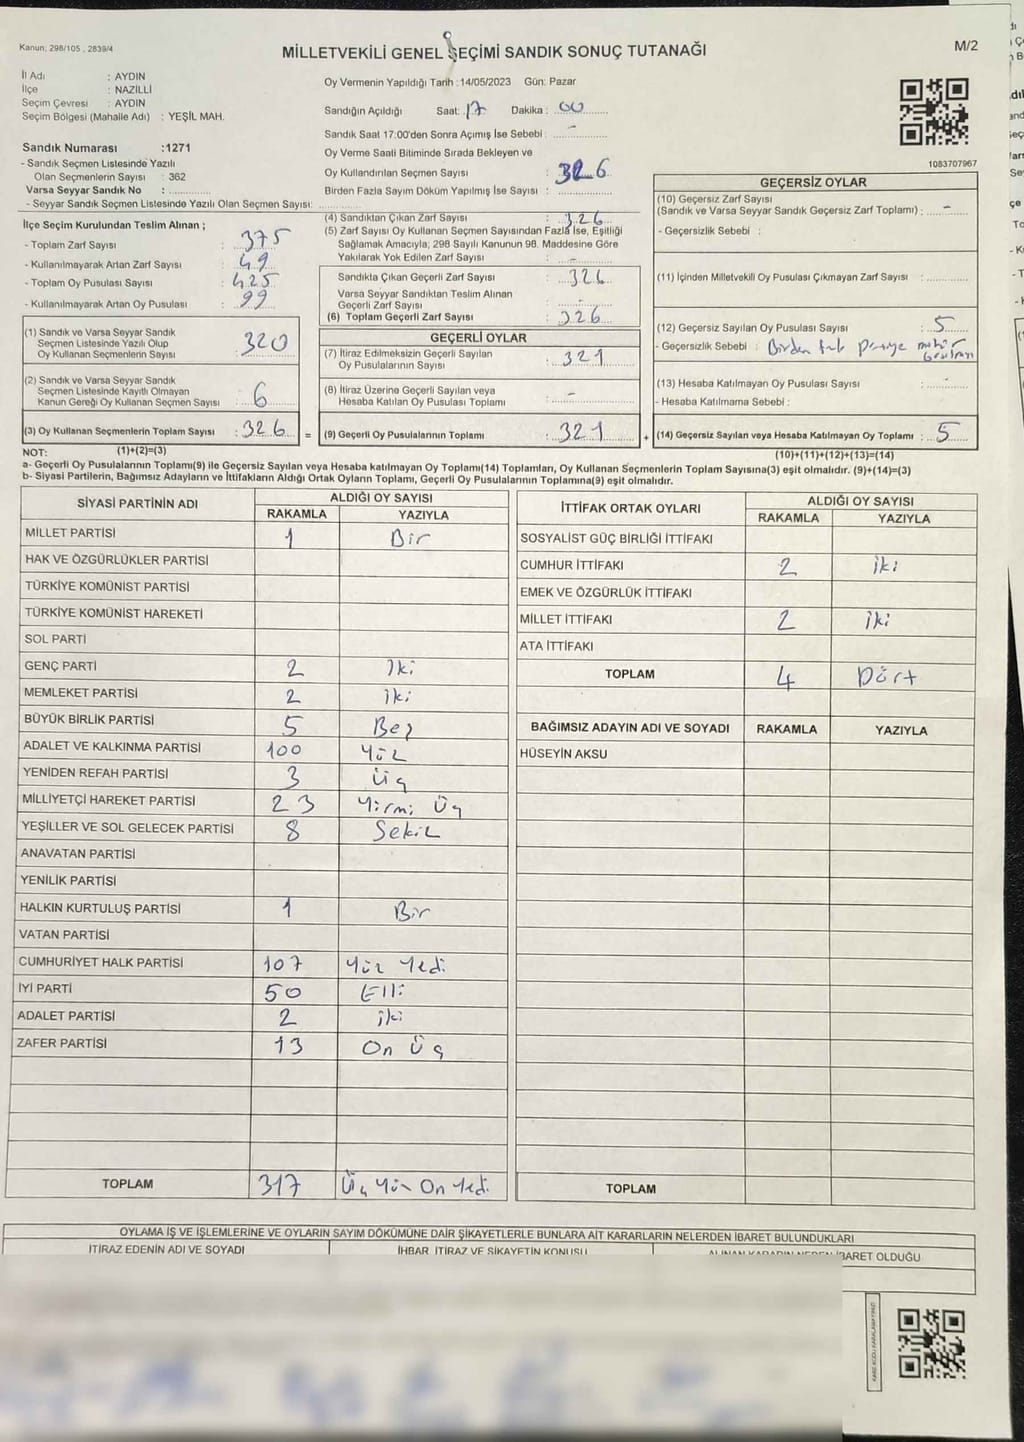 Kanun; 298/105 , 2839/4
MİLLETVEKİLİ GENEL SEÇİMİ SANDIK SONUÇ TUTANAĞI
M/2
İl Adı : AYDIN
İlçe : NAZİLLİ
Seçim Çevresi : AYDIN
Seçim Bölgesi (Mahalle Adı) : YEŞİL MAH.
Sandık Numarası :1271
- Sandık Seçmen Listesinde Yazılı
Olan Seçmenlerin Sayısı : 362
Varsa Seyyar Sandık No :
- Seyyar Sandık Seçmen Listesinde Yazılı Olan Seçmen Sayısı:
Oy Vermenin Yapıldığı Tarih :14/05/2023 Gün: Pazar
Sandığın Açıldığı Saat: 17 Dakika : 00
Sandık Saat 17:00'den Sonra Açımış İse Sebebi : -
Oy Verme Saati Bitiminde Sırada Bekleyen ve
Oy Kullandırılan Seçmen Sayısı : 326
Birden Fazla Sayım Döküm Yapılmış İse Sayısı :
1083707967
İlçe Seçim Kurulundan Teslim Alınan ;
- Toplam Zarf Sayısı : 375
- Kullanılmayarak Artan Zarf Sayısı : 49
- Toplam Oy Pusulası Sayısı : 425
- Kullanılmayarak Artan Oy Pusulası : 99
(1) Sandık ve Varsa Seyyar Sandık
Seçmen Listesinde Yazılı Olup
Oy Kullanan Seçmenlerin Sayısı : 320
(2) Sandık ve Varsa Seyyar Sandık
Seçmen Listesinde Kayıtlı Olmayan
Kanun Gereği Oy Kullanan Seçmen Sayısı : 6
(3) Oy Kullanan Seçmenlerin Toplam Sayısı : 326 =
(4) Sandıktan Çıkan Zarf Sayısı : 326
(5) Zarf Sayısı Oy Kullanan Seçmen Sayısından Fazla İse, Eşitliği
Sağlamak Amacıyla; 298 Sayılı Kanunun 98. Maddesine Göre
Yakılarak Yok Edilen Zarf Sayısı : -
Sandıkta Çıkan Geçerli Zarf Sayısı : 326
Varsa Seyyar Sandıktan Teslim Alınan
Geçerli Zarf Sayısı : -
(6) Toplam Geçerli Zarf Sayısı : 326
GEÇERLİ OYLAR
(7) İtiraz Edilmeksizin Geçerli Sayılan
Oy Pusulalarının Sayısı : 321
(8) İtiraz Üzerine Geçerli Sayılan veya
Hesaba Katılan Oy Pusulası Toplamı : -
(9) Geçerli Oy Pusulalarının Toplamı : 321 +
GEÇERSİZ OYLAR
(10) Geçersiz Zarf Sayısı
(Sandık ve Varsa Seyyar Sandık Geçersiz Zarf Toplamı) : -
- Geçersizlik Sebebi :
(11) İçinden Milletvekili Oy Pusulası Çıkmayan Zarf Sayısı :
(12) Geçersiz Sayılan Oy Pusulası Sayısı : 5
- Geçersizlik Sebebi : Birden
(13) Hesaba Katılmayan Oy Pusulası Sayısı : -
- Hesaba Katılmama Sebebi :
(14) Geçersiz Sayılan veya Hesaba Katılmayan Oy Toplamı : 5
NOT: (1)+(2)=(3)
(10)+(11)+(12)+(13)=(14)
a- Geçerli Oy Pusulalarının Toplamı(9) ile Geçersiz Sayılan veya Hesaba katılmayan Oy Toplamı(14) Toplamları, Oy Kullanan Seçmenlerin Toplam Sayısına(3) eşit olmalıdır. (9)+(14)=(3)
b- Siyasi Partilerin, Bağımsız Adayların ve İttifakların Aldığı Ortak Oyların Toplamı, Geçerli Oy Pusulalarının Toplamına(9) eşit olmalıdır.
SİYASİ PARTİNİN ADI ALDIĞI OY SAYISI
RAKAMLA YAZIYLA
MİLLET PARTİSİ 1 Bir
HAK VE ÖZGÜRLÜKLER PARTİSİ
TÜRKİYE KOMÜNİST PARTİSİ
TÜRKİYE KOMÜNİST HAREKETİ
SOL PARTİ
GENÇ PARTİ 2 İki
MEMLEKET PARTİSİ 2 iki
BÜYÜK BİRLİK PARTİSİ 5 Beş
ADALET VE KALKINMA PARTİSİ 100 Yüz
YENİDEN REFAH PARTİSİ 3 Üç
MİLLİYETÇİ HAREKET PARTİSİ 23 Yirmi Üç
YEŞİLLER VE SOL GELECEK PARTİSİ 8 Sekiz
ANAVATAN PARTİSİ
YENİLİK PARTİSİ
HALKIN KURTULUŞ PARTİSİ 1 Bir
VATAN PARTİSİ
CUMHURİYET HALK PARTİSİ 107 Yüz Yedi
İYİ PARTİ 50 Elli
ADALET PARTİSİ 2 iki
ZAFER PARTİSİ 13 On Üç
TOPLAM 317 Üç Yüz On Yedi
İTTİFAK ORTAK OYLARI ALDIĞI OY SAYISI
RAKAMLA YAZIYLA
SOSYALİST GÜÇ BİRLİĞİ İTTİFAKI
CUMHUR İTTİFAKI 2 iki
EMEK VE ÖZGÜRLÜK İTTİFAKI
MİLLET İTTİFAKI 2 iki
ATA İTTİFAKI
TOPLAM 4 Dört
BAĞIMSIZ ADAYIN ADI VE SOYADI RAKAMLA YAZIYLA
HÜSEYİN AKSU
TOPLAM
OYLAMA İŞ VE İŞLEMLERİNE VE OYLARIN SAYIM DÖKÜMÜNE DAİR ŞİKAYETLERLE BUNLARA AİT KARARLARIN NELERDEN İBARET BULUNDUKLARI
İTİRAZ EDENİN ADI VE SOYADI İHBAR, İTİRAZ VE ŞİKAYETİN KONUSU ALINAN KARARIN NEDEN İBARET OLDUĞU